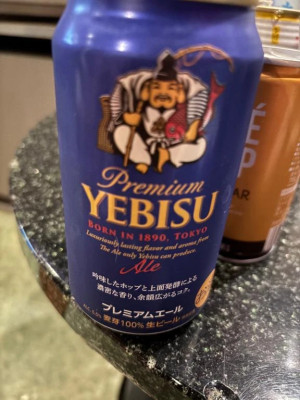 Premium
YEBISU
BORN IN 1890, TOKYO
Luxuriously lasting flavor and aroma from
The Ale only Yebisu can produce.
Ale
吟味したホップと上面発酵による
濃密な香り、余韻広がるコク。
プレミアムエール
麦芽100% 生ビール